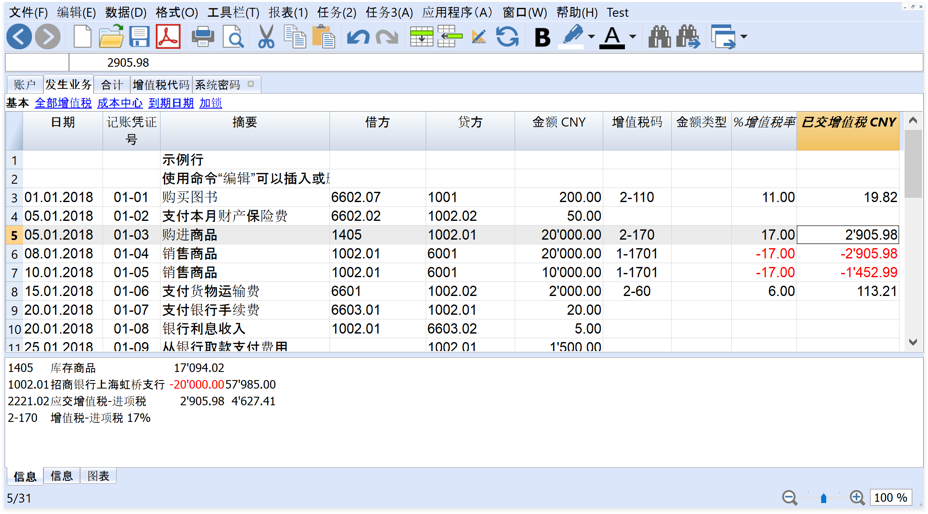 文件(F) 编辑(E) 数据(D) 格式(O) 工具栏(T) 报表(1) 任务(2) 任务3(A) 应用程序(A) 窗口(W) 帮助(H) Test
B A
2905.98
账户 发生业务 合计 增值税代码 系统密码
基本 全部增值税 成本中心 到期日期 加锁
日期 记账凭证号 摘要 借方 贷方 金额 CNY 增值税码 金额类型 %增值税率 已交增值税 CNY
1 示例行
2 使用命令“编辑”可以插入或
3 01.01.2018 01-01 购买图书 6602.07 1001 200.00 2-110 11.00 19.82
4 05.01.2018 01-02 支付本月财产保险费 6602.02 1002.02 50.00
5 05.01.2018 01-03 购进商品 1405 1002.01 20'000.00 2-170 17.00 2'905.98
6 08.01.2018 01-04 销售商品 1002.01 6001 20'000.00 1-1701 -17.00 -2'905.98
7 10.01.2018 01-05 销售商品 1002.01 6001 10'000.00 1-1701 -17.00 -1'452.99
8 15.01.2018 01-06 支付货物运输费 6601 1002.02 2'000.00 2-60 6.00 113.21
9 20.01.2018 01-07 支付银行手续费 6603.01 1002.01 20.00
10 20.01.2018 01-08 银行利息收入 1002.01 6603.02 5.00
11 25.01.2018 01-09 从银行取款支付费用 1002.01 1'500.00
1405 库存商品 17'094.02
1002.01 招商银行上海虹桥支行 -20'000.00 57'985.00
2221.02 应交增值税-进项税 2'905.98 4'627.41
2-170 增值税-进项税 17%
信息 信息 图表
5/31 100 %